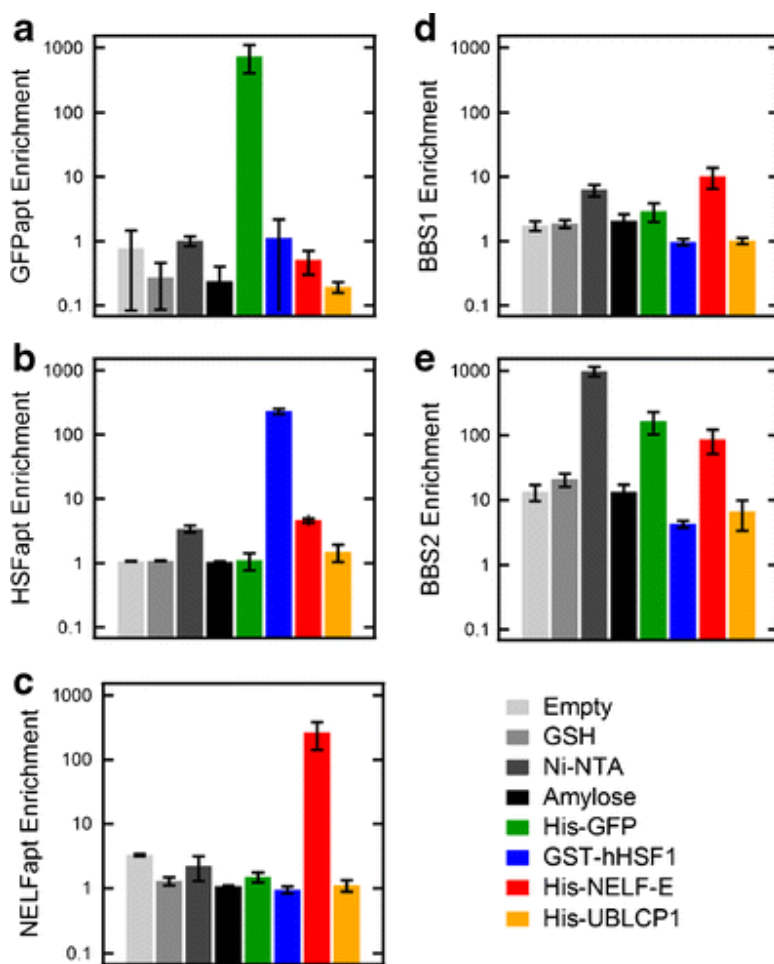 a
GFPapt Enrichment
1000
100
10
1
0.1
b
HSFapt Enrichment
1000
100
10
1
0.1
c
NELFapt Enrichment
1000
100
10
1
0.1
d
BBS1 Enrichment
1000
100
10
1
0.1
e
BBS2 Enrichment
1000
100
10
1
0.1
Empty
GSH
Ni-NTA
Amylose
His-GFP
GST-hHSF1
His-NELF-E
His-UBLCP1